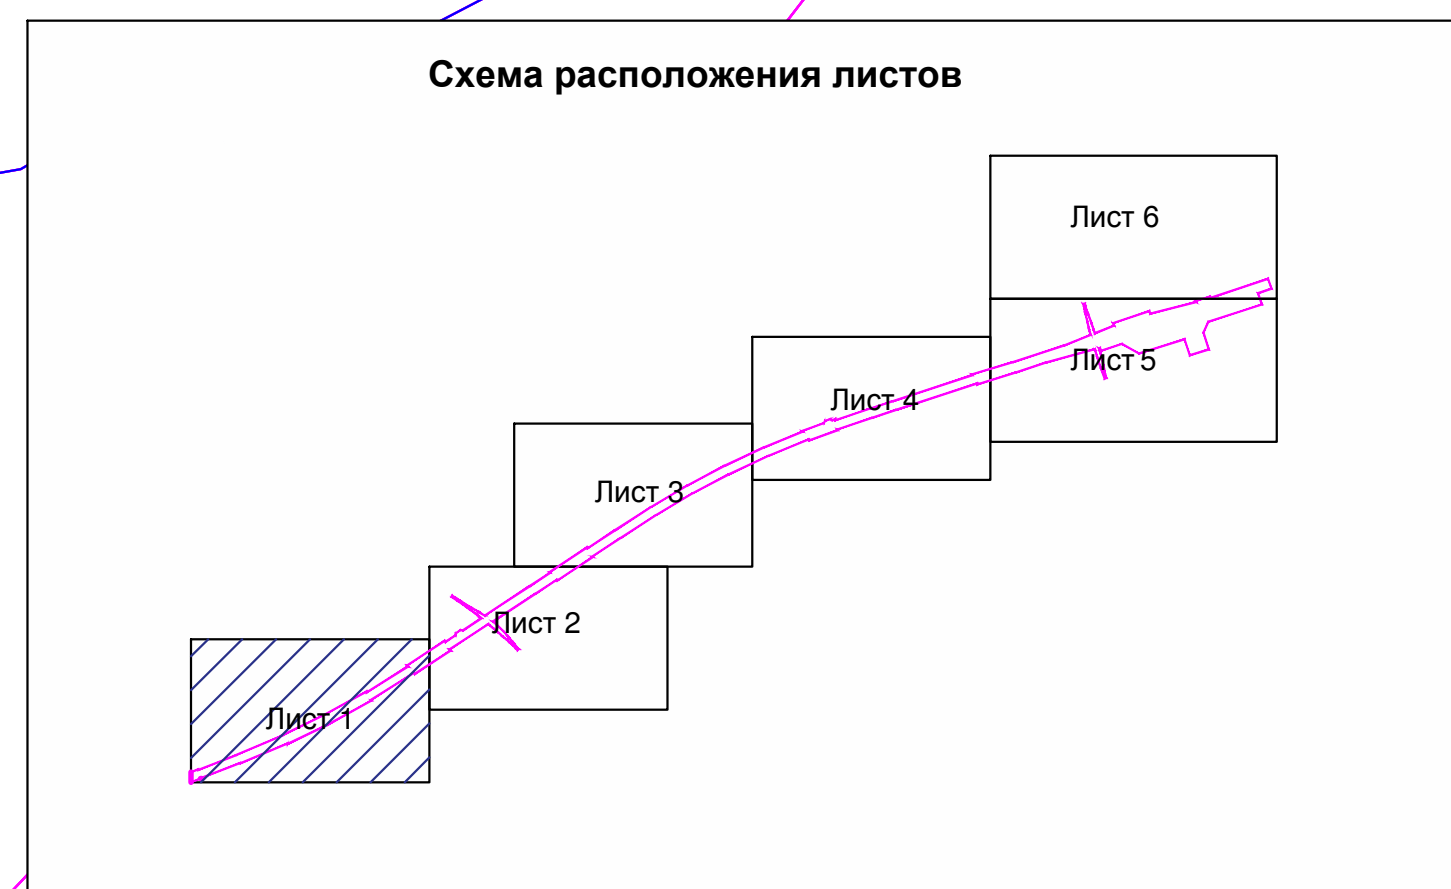 Схема расположения листов
Лист 6
Лист 5
Лист 4
Лист 3
Лист 2
Лист 1